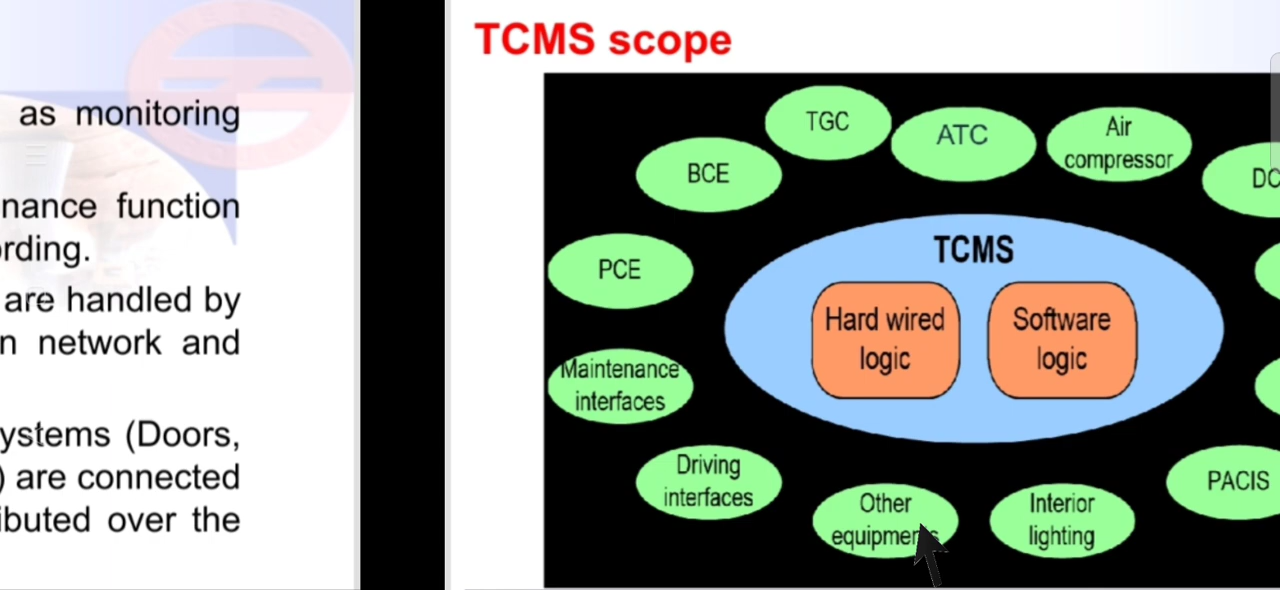 as monitoring
nance function
rding.
are handled by
n network and
ystems (Doors,
) are connected
ibuted over the
TCMS scope
TGC
ATC
Air
compressor
BCE
DC
PCE
TCMS
Hard wired
logic
Software
logic
Maintenance
interfaces
Driving
interfaces
Other
equipments
Interior
lighting
PACIS